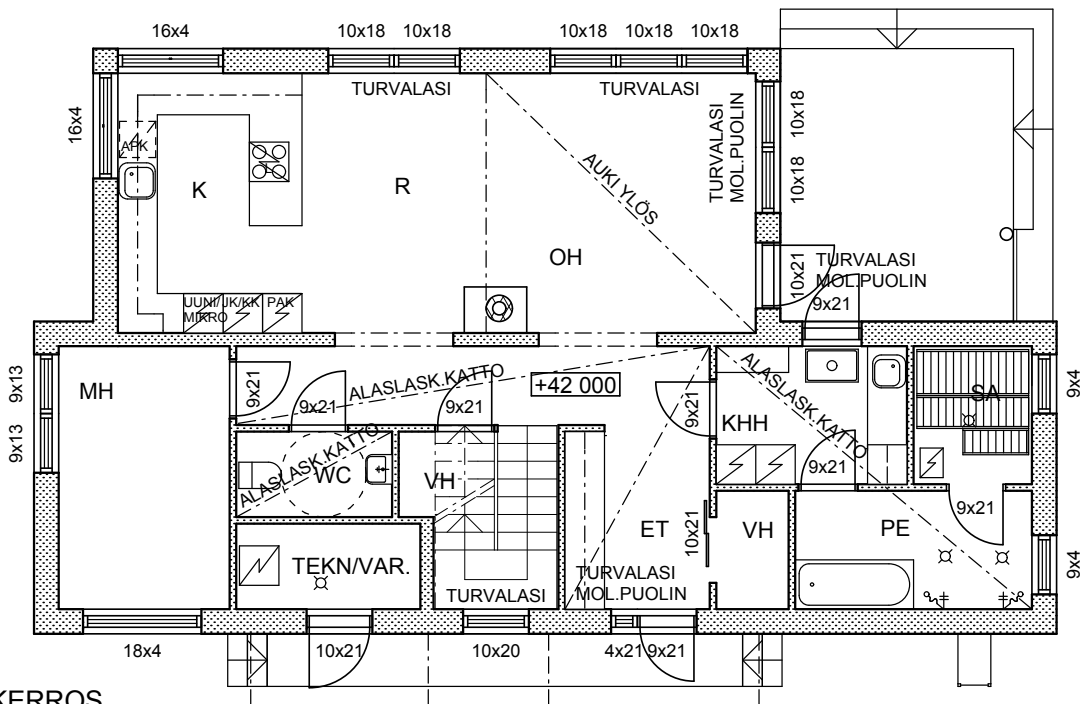 16x4
10x18 10x18
10x18 10x18 10x18
TURVALASI
TURVALASI
16x4
APK
K
R
AUKI YLÖS
OH
TURVALASI
MOL.PUOLIN
10x18
10x18
10x21
TURVALASI
MOL.PUOLIN
9x21
UUNI/
MIKRO
JK/KK
PAK
9x13
9x13
MH
9x21
9x21
ALASLASK.KATTO
9x21
+42 000
9x21
KHH
ALASLASK.KATTO
9x21
SA
9x4
ALASLASK.KATTO
WC
VH
TEKN/VAR.
TURVALASI
ET
10x21
TURVALASI
MOL.PUOLIN
VH
PE
9x21
9x4
18x4
10x21
10x20
4x21
9x21
KERROS